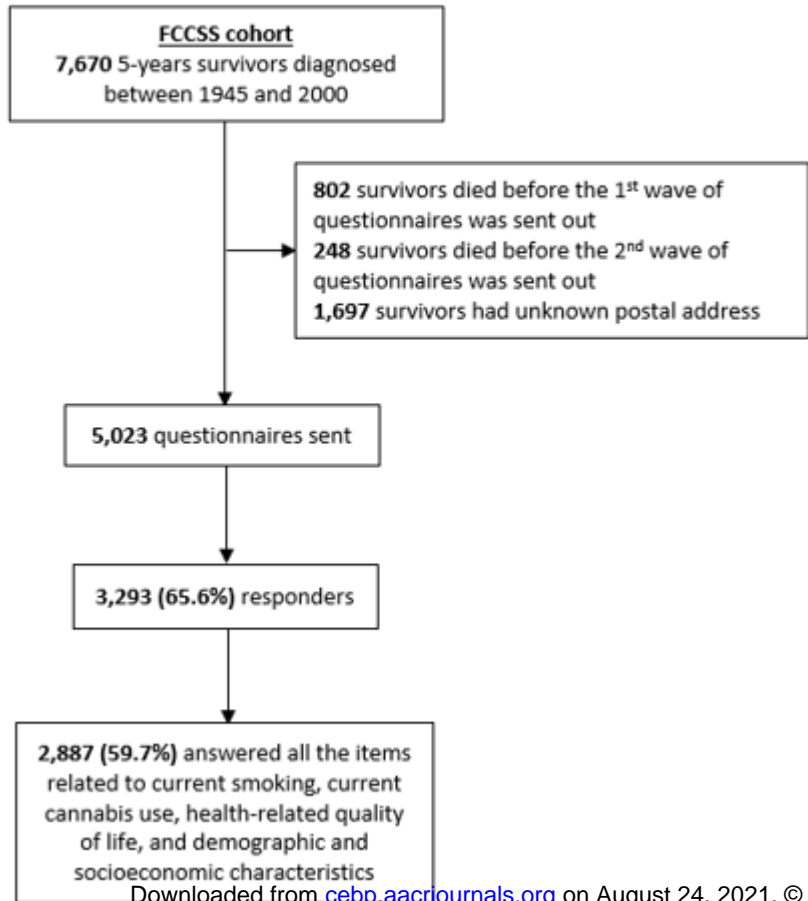 FCCSS cohort
7,670 5-years survivors diagnosed
between 1945 and 2000
802 survivors died before the 1st wave of
questionnaires was sent out
248 survivors died before the 2nd wave of
questionnaires was sent out
1,697 survivors had unknown postal address
5,023 questionnaires sent
3,293 (65.6%) responders
2,887 (59.7%) answered all the items
related to current smoking, current
cannabis use, health-related quality
of life, and demographic and
socioeconomic characteristics
Downloaded from cebp.aacrjournals.org on August 24, 2021. ©